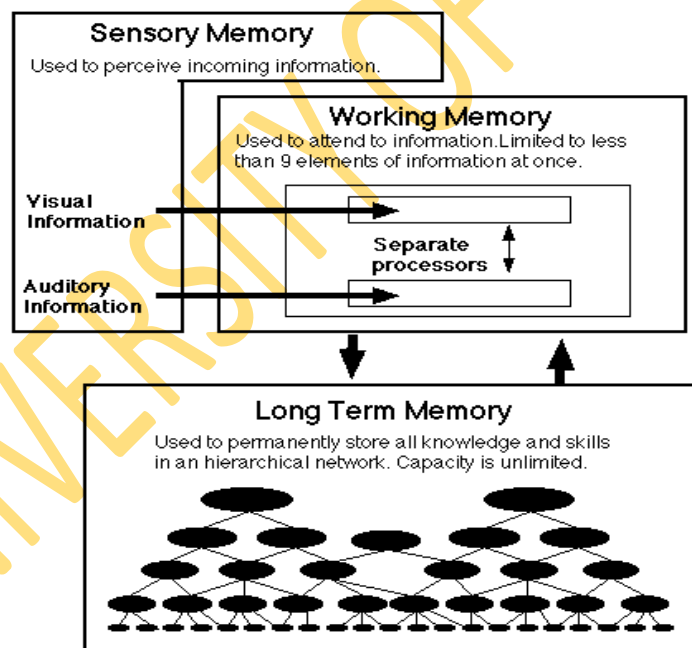 Sensory Memory
Used to perceive incoming information.
Working Memory
Used to attend to information.Limited to less
than 9 elements of information at once.
Visual
Information
Separate
processors
Auditory
Information
Long Term Memory
Used to permanently store all knowledge and skills
in an hierarchical network. Capacity is unlimited.
VERSITY OF